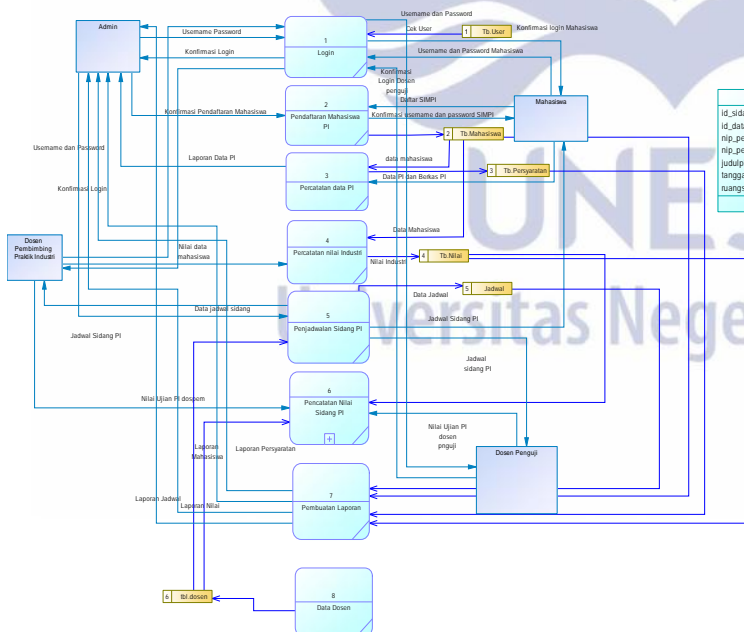 Username dan Password
Admin
Username Password
1
Login
Cek User
1 Tb.User
Konfirmasi login Mahasiswa
Konfirmasi Login
Username dan Password Mahasiswa
Konfirmasi
Login Dosen
penguji
Daftar SIMPI
Mahasiswa
2
Pendaftaran Mahasiswa
PI
Konfirmasi Pendaftaran Mahasiswa
Konfirmasi username dan password SIMPI
2 Tb.Mahasiswa
Username dan Password
Laporan Data PI
data mahasiswa
3
Percatatan data PI
Data PI dan Berkas PI
3 Tb.Persyaratan
Konfirmasi Login
Data Mahasiswa
4
Percatatan nilai Industri
Nilai data
mahasiswa
Dosen
Pembimbing
Praktik Industri
Nilai Industri
4 Tb.Nilai
5 Jadwal
Data Jadwal
Data jadwal sidang
5
Penjadwalan Sidang PI
Jadwal Sidang PI
Jadwal Sidang PI
Jadwal
sidang PI
6
Pencatatan Nilai
Sidang PI
Nilai Ujian PI dospem
Nilai Ujian PI
dosen
pnguji
Laporan
Mahasiswa
Laporan Persyaratan
Dosen Penguji
7
Pembuatan Laporan
Laporan Jadwal
Laporan Nilai
6 tbl.dosen
8
Data Dosen
id_sida
id_data
nip_pe
nip_pe
judulp
tangga
ruangs
UNES
Universitas Nege